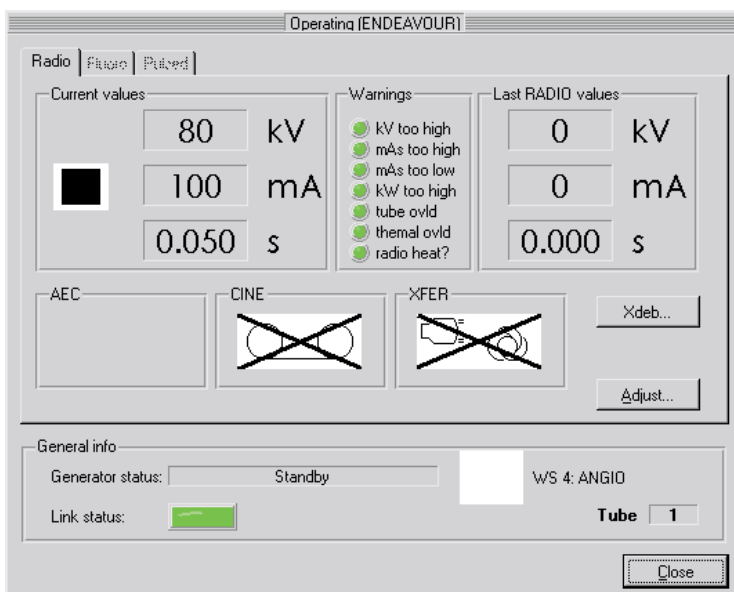 Operating (ENDEAVOUR)
Radio Fluoro Pulsed
Current values
80 kV
100 mA
0.050 s
Warnings
kV too high
mAs too high
mAs too low
kW too high
tube ovld
themal ovld
radio heat?
Last RADIO values
0 kV
0 mA
0.000 s
AEC
CINE
XFER
Xdeb...
Adjust...
General info
Generator status: Standby
WS 4: ANGIO
Link status:
Tube 1
Close